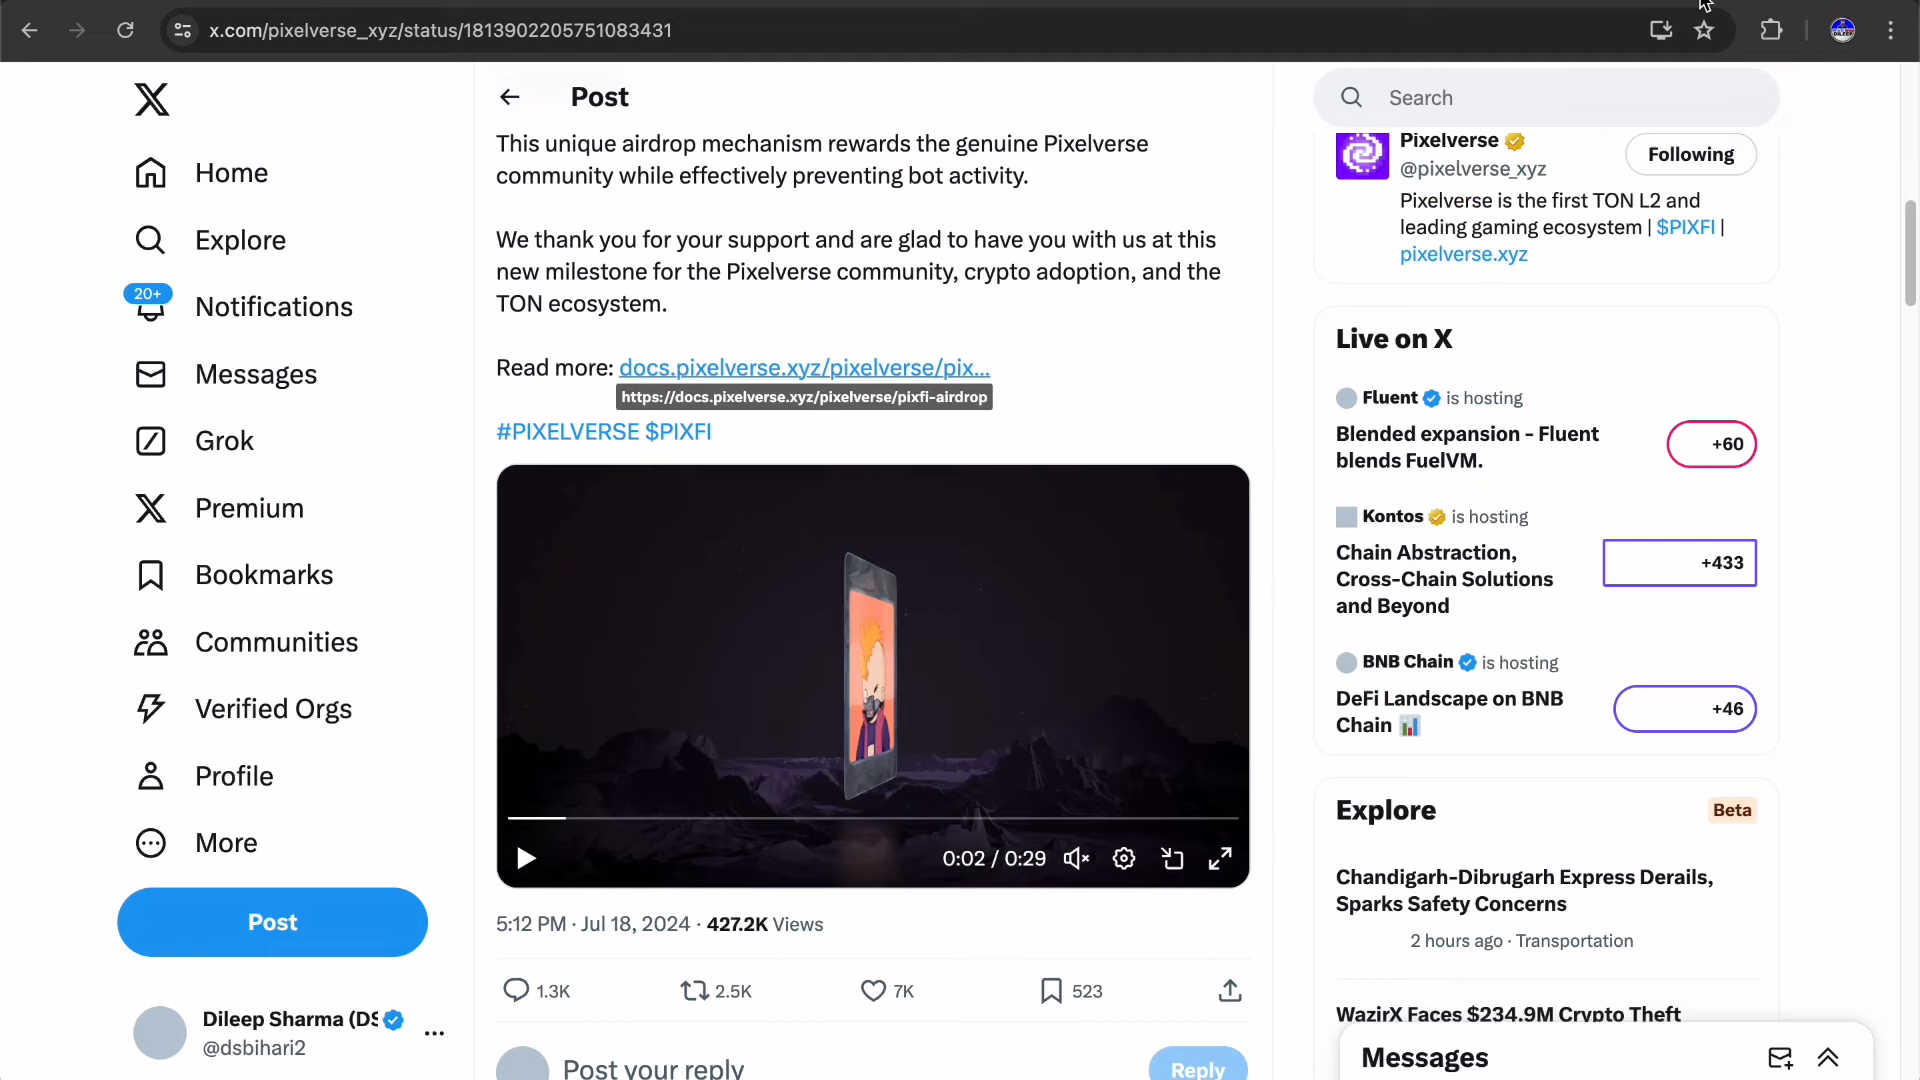 x.com/pixelverse_xyz/status/1813902205751083431
Home
Explore
20+
Notifications
Messages
Grok
Premium
Bookmarks
Communities
Verified Orgs
Profile
More
Post
Dileep Sharma (DS
@dsbihari2
Post
This unique airdrop mechanism rewards the genuine Pixelverse
community while effectively preventing bot activity.
We thank you for your support and are glad to have you with us at this
new milestone for the Pixelverse community, crypto adoption, and the
TON ecosystem.
Read more: docs.pixelverse.xyz/pixelverse/pix...
https://docs.pixelverse.xyz/pixelverse/pixfi-airdrop
#PIXELVERSE $PIXFI
0:02 / 0:29
5:12 PM · Jul 18, 2024 · 427.2K Views
1.3K
2.5K
7K
523
Post your reply
Reply
Search
Pixelverse
Following
@pixelverse_xyz
Pixelverse is the first TON L2 and
leading gaming ecosystem | $PIXFI |
pixelverse.xyz
Live on X
Fluent is hosting
Blended expansion - Fluent
blends FuelVM.
+60
Kontos is hosting
Chain Abstraction,
Cross-Chain Solutions
and Beyond
+433
BNB Chain is hosting
DeFi Landscape on BNB
Chain
+46
Explore
Beta
Chandigarh-Dibrugarh Express Derails,
Sparks Safety Concerns
2 hours ago · Transportation
WazirX Faces $234.9M Crypto Theft
Messages